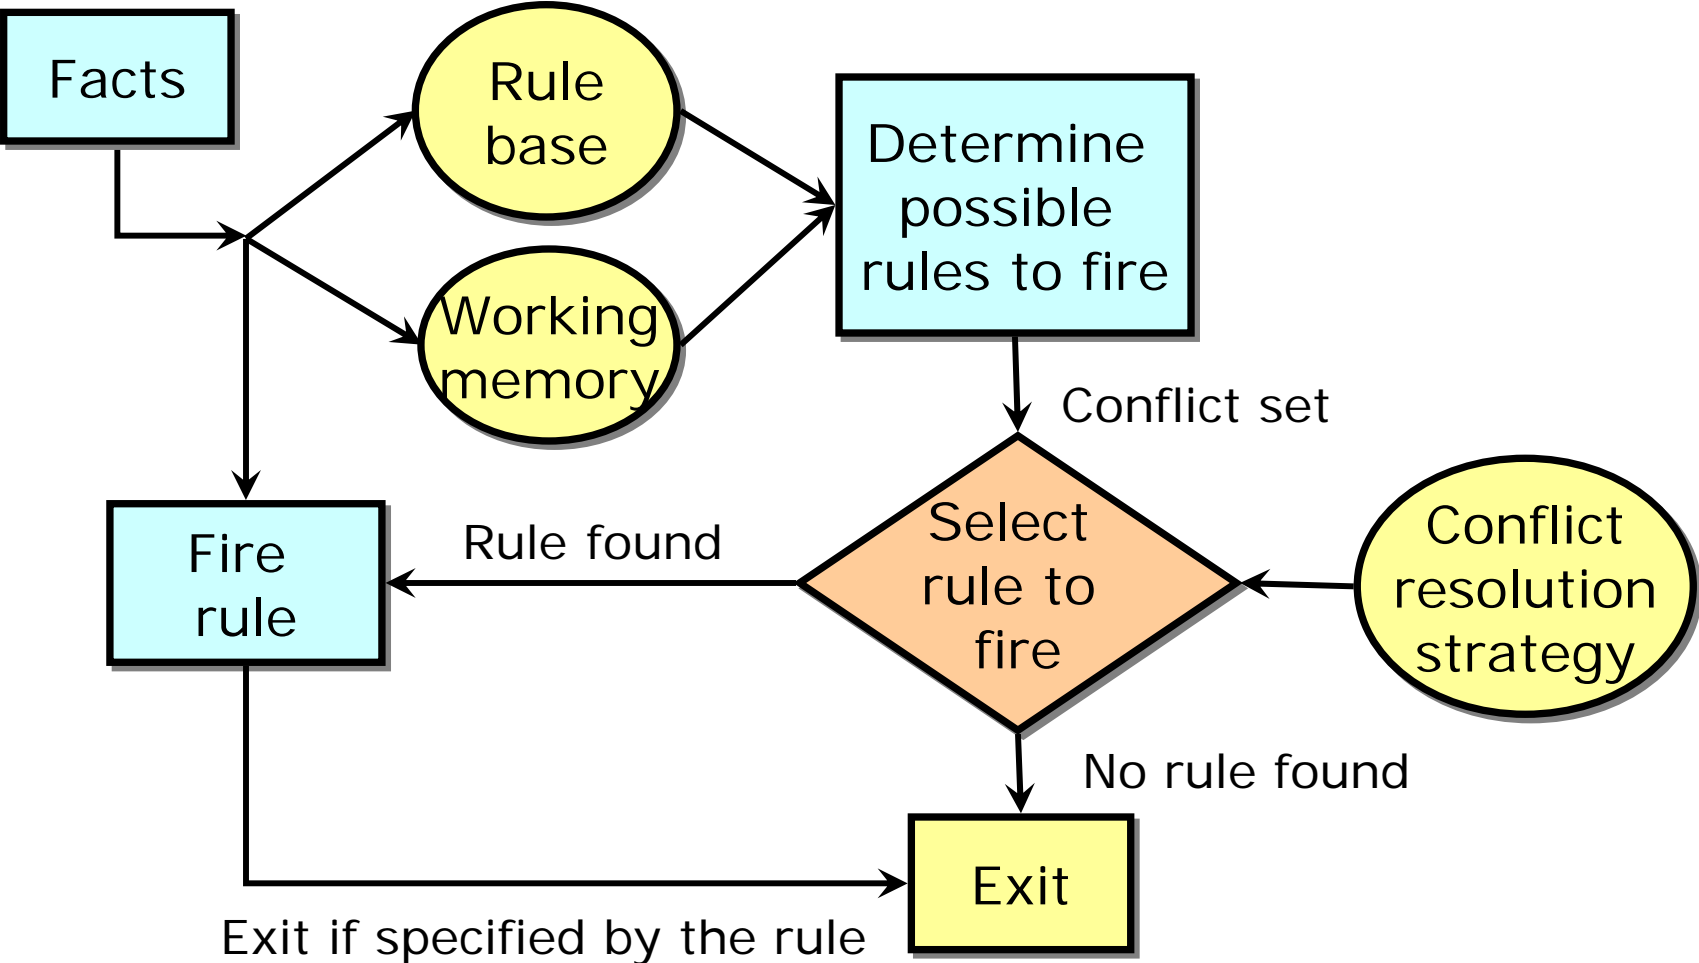 Facts
Rule
base
Working
memory
Determine
possible
rules to fire
Conflict set
Select
rule to
fire
Conflict
resolution
strategy
Rule found
Fire
rule
No rule found
Exit
Exit if specified by the rule